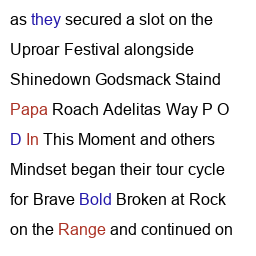 as they secured a slot on the
Uproar Festival alongside
Shinedown Godsmack Staind
Papa Roach Adelitas Way P O
D In This Moment and others
Mindset began their tour cycle
for Brave Bold Broken at Rock
on the Range and continued on